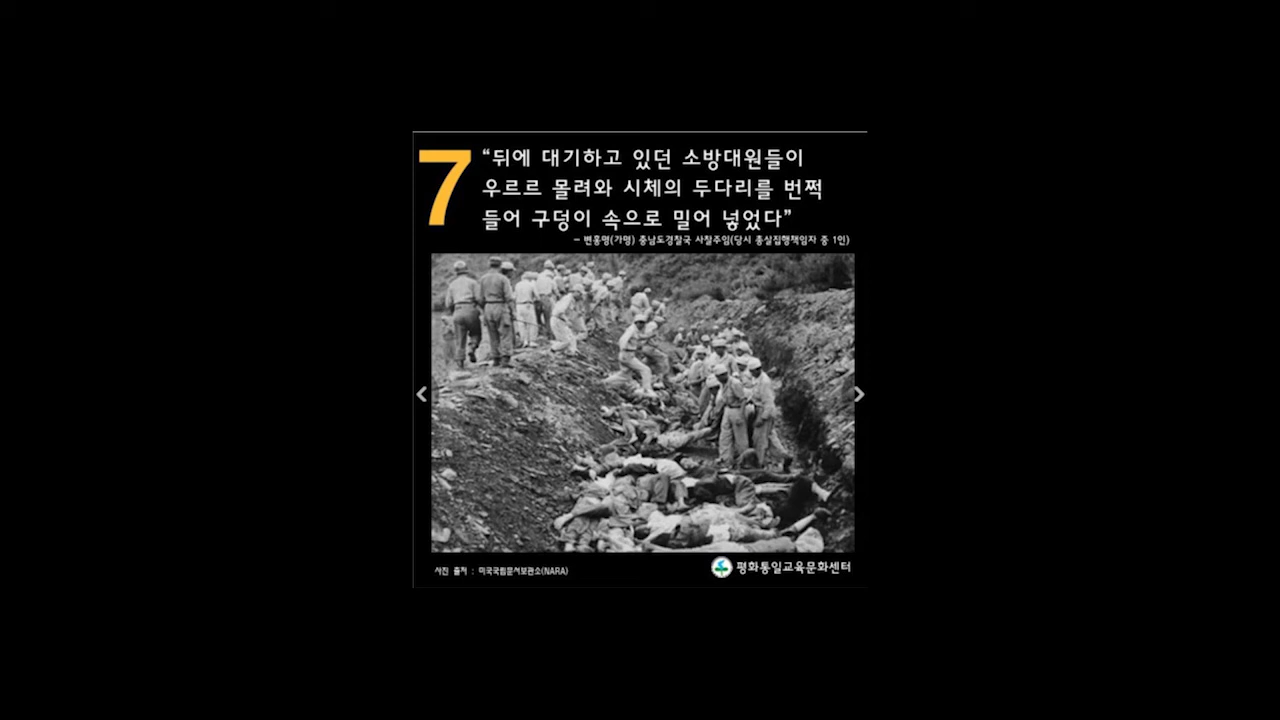 7
“뒤에 대기하고 있던 소방대원들이
우르르 몰려와 시체의 두다리를 번쩍
들어 구덩이 속으로 밀어 넣었다”
- 변홍명(가명) 충남도경찰국 사찰주임(당시 총살집행책임자 중 1인)
사진 출처 : 미국국립문서보관소(NARA)
평화통일교육문화센터